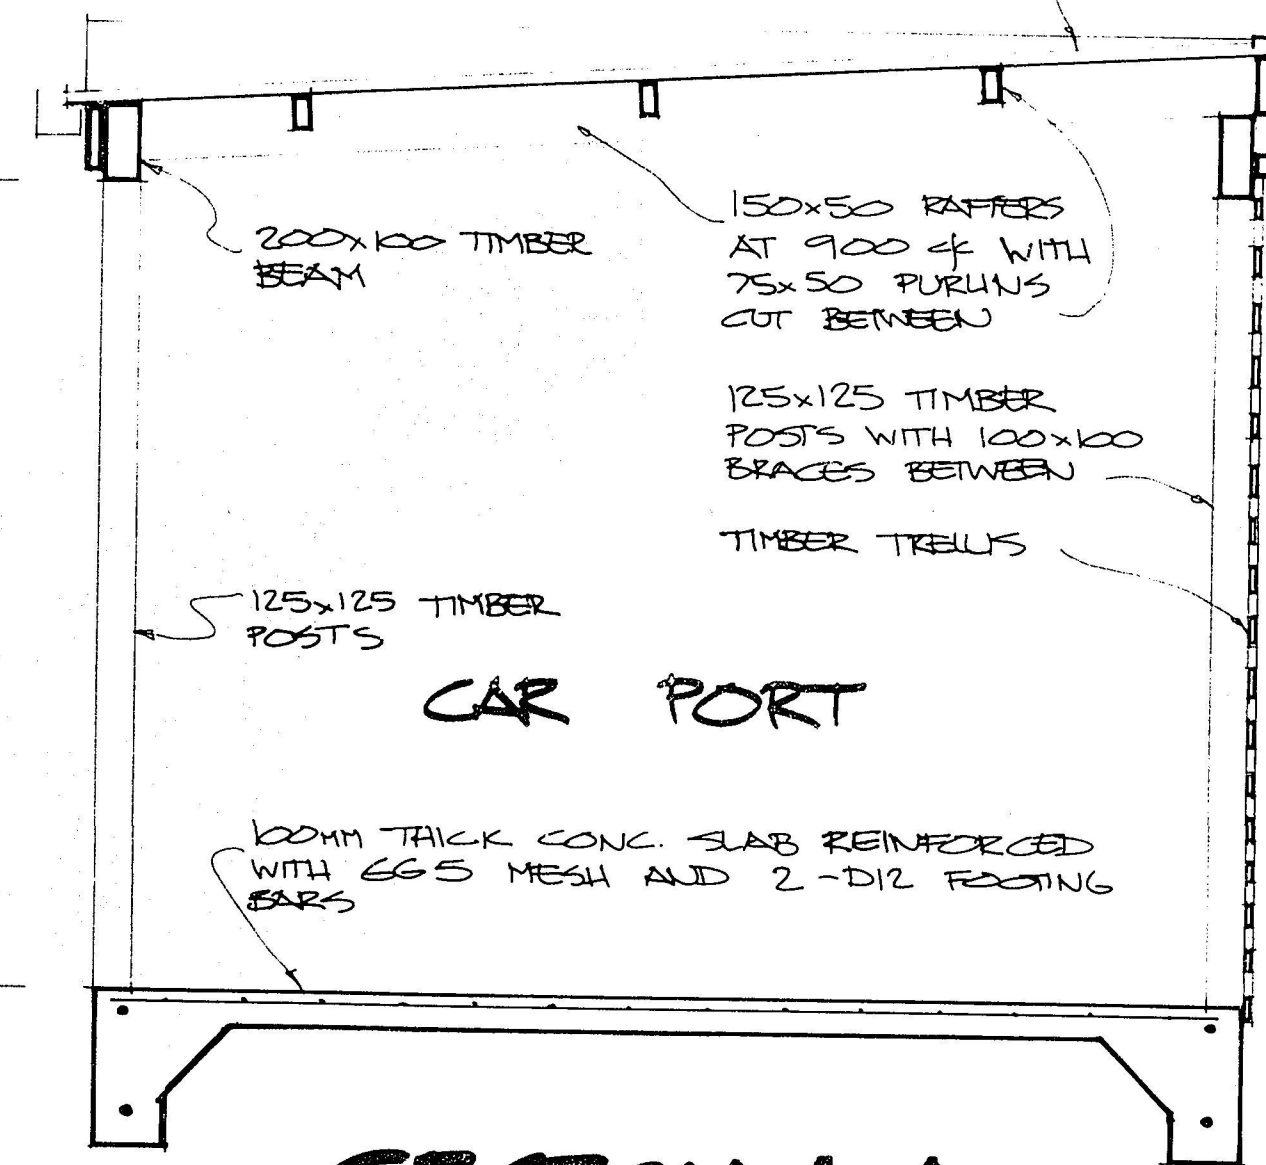 200x100 TIMBER
BEAM
150x50 RAFTERS
AT 900 c/c WITH
75x50 PURLINS
CUT BETWEEN
125x125 TIMBER
POSTS WITH 100x100
BRACES BETWEEN
TIMBER TRELLIS
125x125 TIMBER
POSTS
CAR PORT
100MM THICK CONC. SLAB REINFORCED
WITH 665 MESH AND 2-D12 FOOTING
BARS